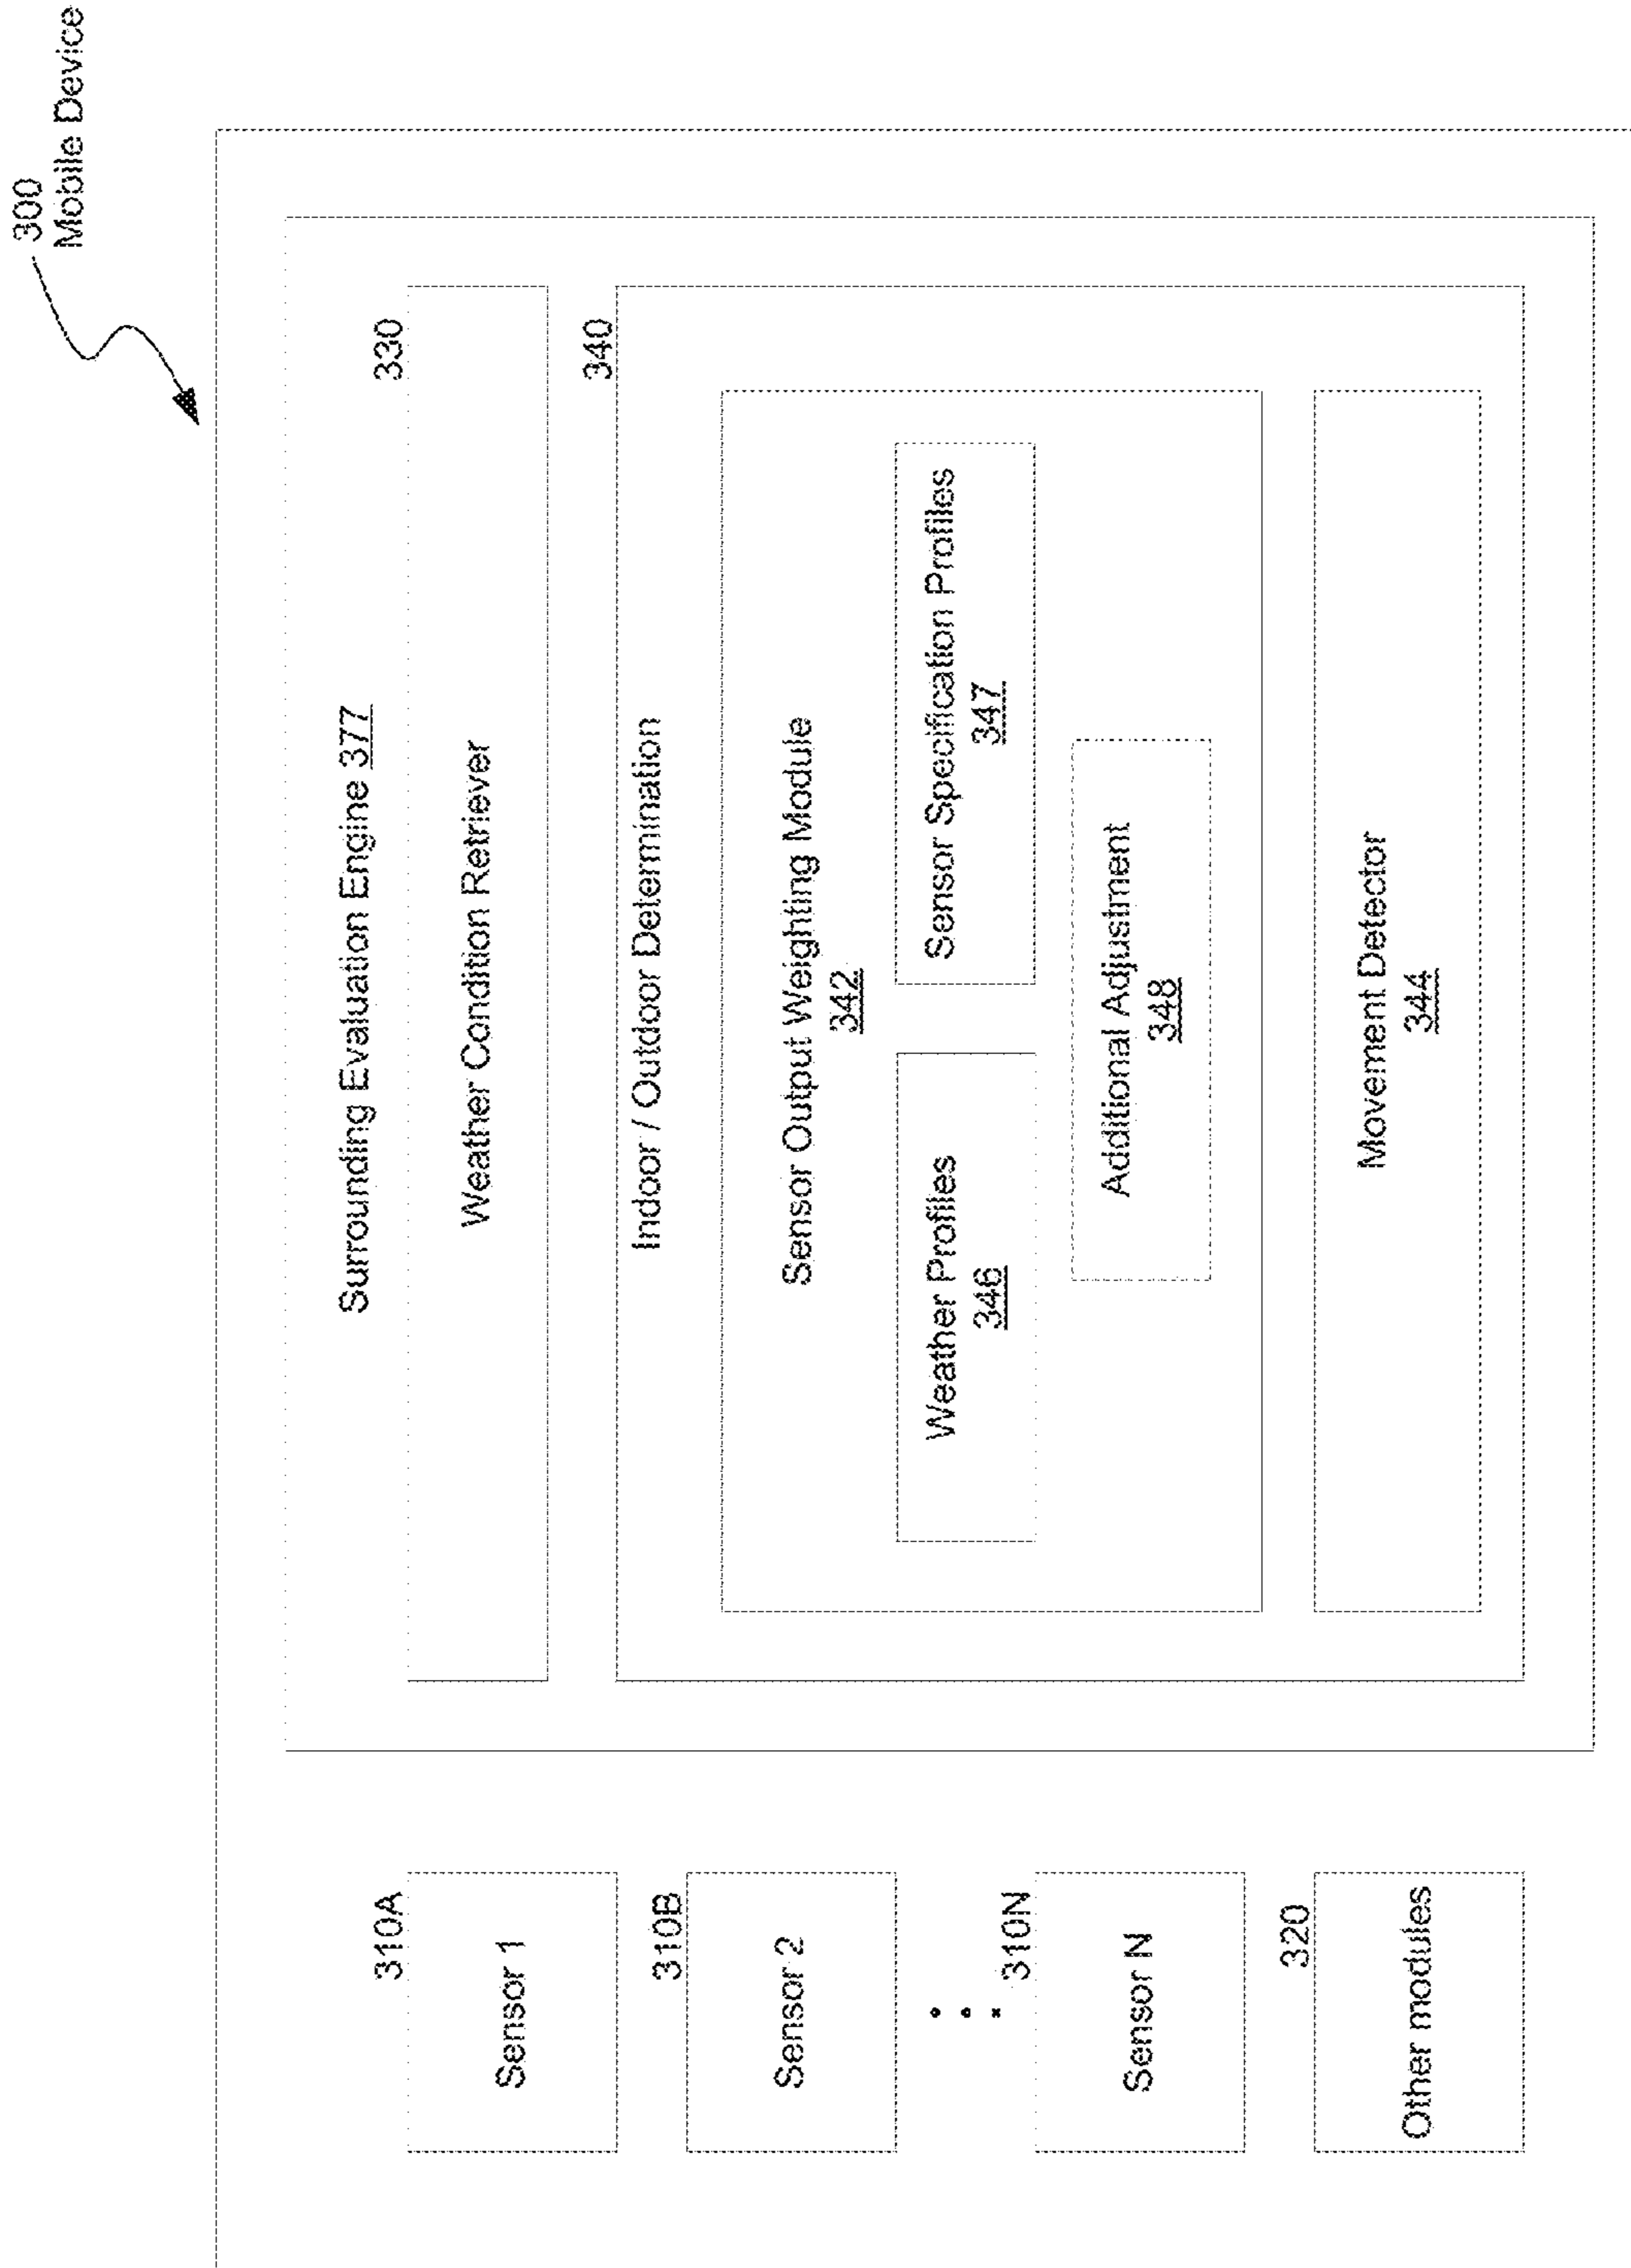 300
Mobile Device
310A
Sensor 1
310B
Sensor 2
310N
Sensor N
320
Other modules
Surrounding Evaluation Engine 377
330
Weather Condition Retriever
340
Indoor / Outdoor Determination
Sensor Output Weighting Module
342
Weather Profiles
346
Sensor Specification Profiles
347
Additional Adjustment
348
Movement Detector
344